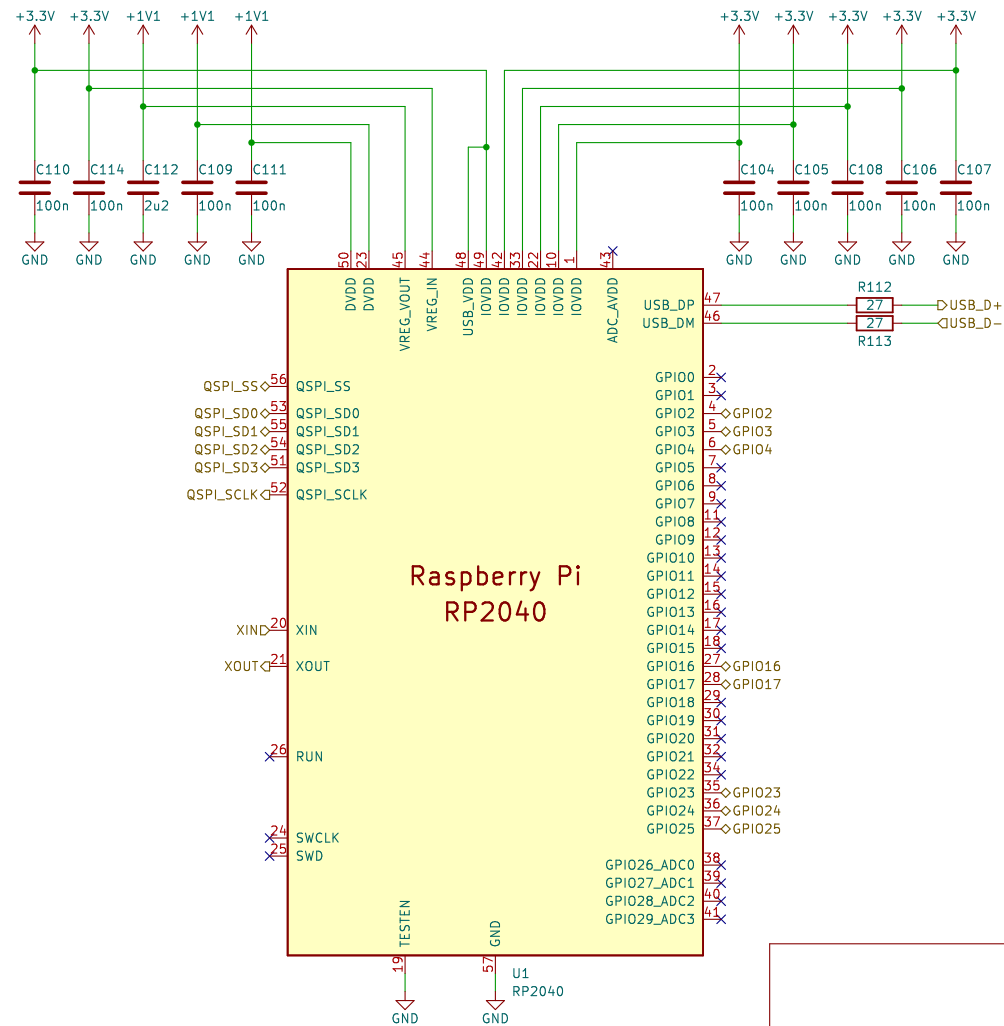 +3.3V +3.3V +1V1 +1V1 +1V1 +3.3V +3.3V +3.3V +3.3V +3.3V
C110 C114 C112 C109 C111 C104 C105 C108 C106 C107
100n 100n 2u2 100n 100n 100n 100n 100n 100n 100n
GND GND GND GND GND GND GND GND GND GND
50 23 45 44 48 49 42 33 22 10 1 43
DVDD DVDD VREG_VOUT VREG_IN USB_VDD IOVDD IOVDD IOVDD IOVDD IOVDD IOVDD ADC_AVDD
R112
USB_DP 47 27 USB_D+
USB_DM 46 27 USB_D-
R113
GPIO0 2
QSPI_SS 56 QSPI_SS
GPIO1 3
QSPI_SD0 53 QSPI_SD0 GPIO2 4 GPIO2
QSPI_SD1 55 QSPI_SD1 GPIO3 5 GPIO3
QSPI_SD2 54 QSPI_SD2 GPIO4 6 GPIO4
QSPI_SD3 51 QSPI_SD3 GPIO5 7
GPIO6 8
QSPI_SCLK 52 QSPI_SCLK
GPIO7 9
GPIO8 11
GPIO9 12
GPIO10 13
GPIO11 14
Raspberry Pi
GPIO12 15
RP2040
GPIO13 16
XIN 20 XIN GPIO14 17
GPIO15 18
XOUT 21 XOUT GPIO16 27 GPIO16
GPIO17 28 GPIO17
GPIO18 29
GPIO19 30
GPIO20 31
26 RUN GPIO21 32
GPIO22 34
GPIO23 35 GPIO23
GPIO24 36 GPIO24
GPIO25 37 GPIO25
24 SWCLK
25 SWD
GPIO26_ADC0 38
GPIO27_ADC1 39
GPIO28_ADC2 40
GPIO29_ADC3 41
TESTEN GND
19 57
U1
RP2040
GND GND